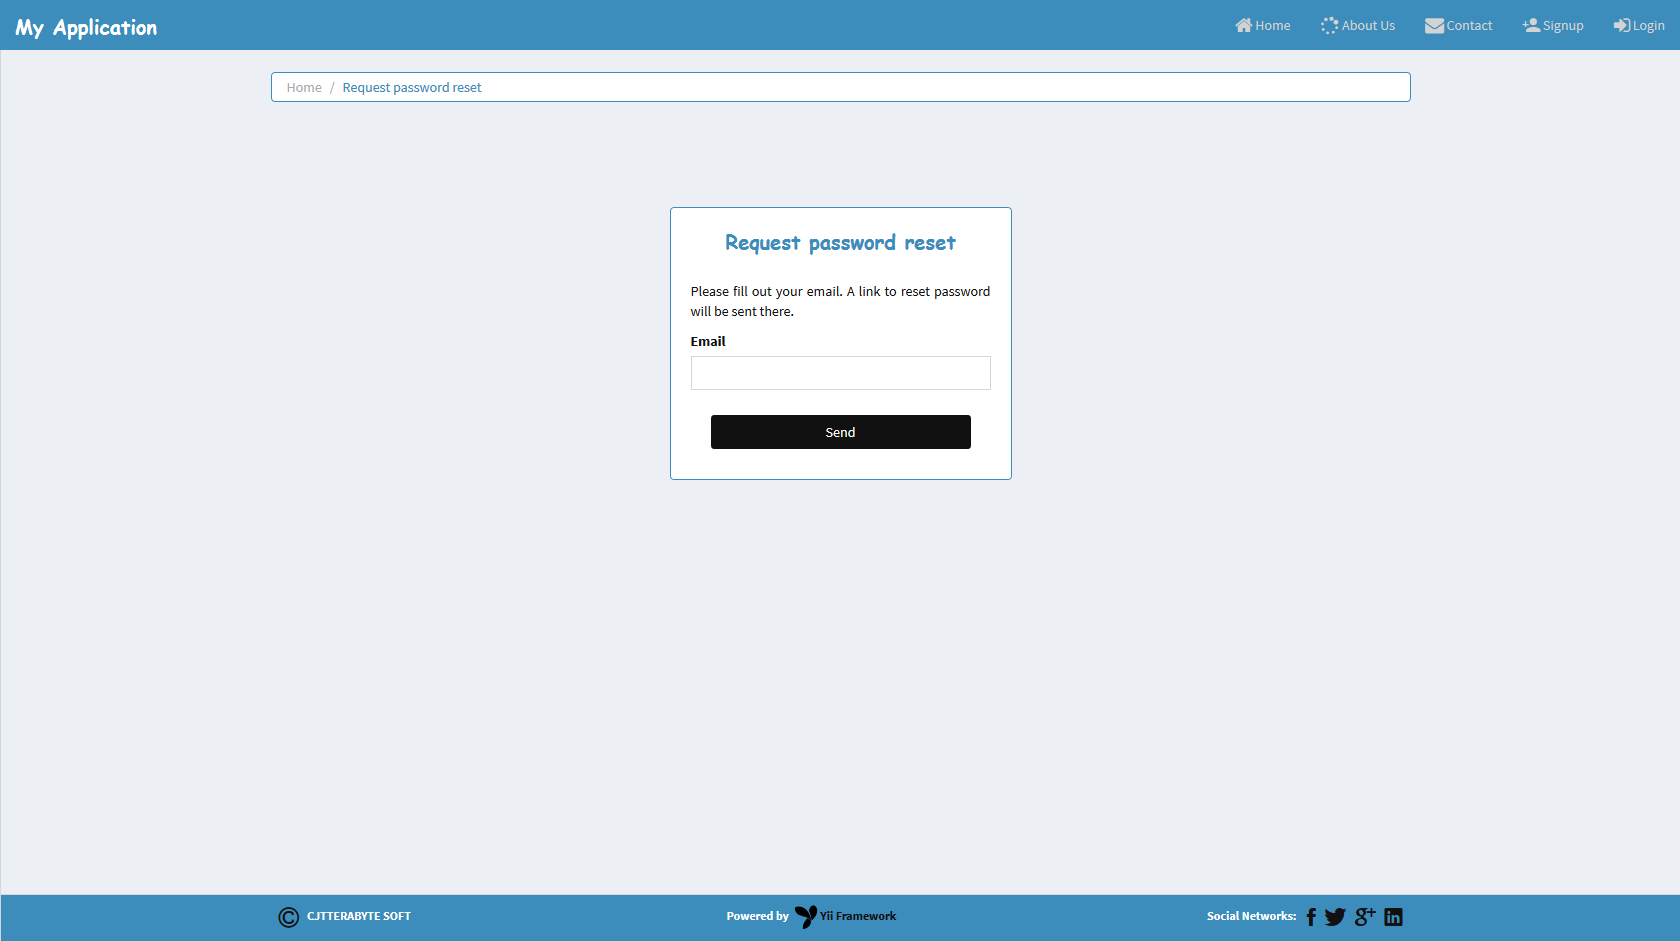 My Application
Home
About Us
Contact
Signup
Login
Home / Request password reset
Request password reset
Please fill out your email. A link to reset password
will be sent there.
Email
Send
© CJTTERABYTE SOFT
Powered by Yii Framework
Social Networks: